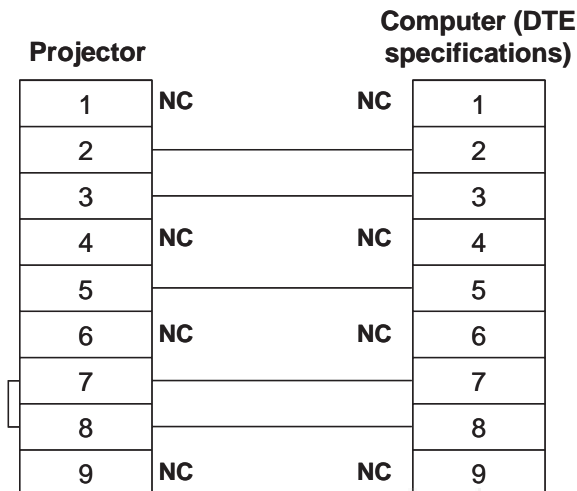 Computer (DTE
Projector specifications)
1 NC NC 1
2 2
3 3
4 NC NC 4
5 5
6 NC NC 6
7 7
8 8
9 NC NC 9